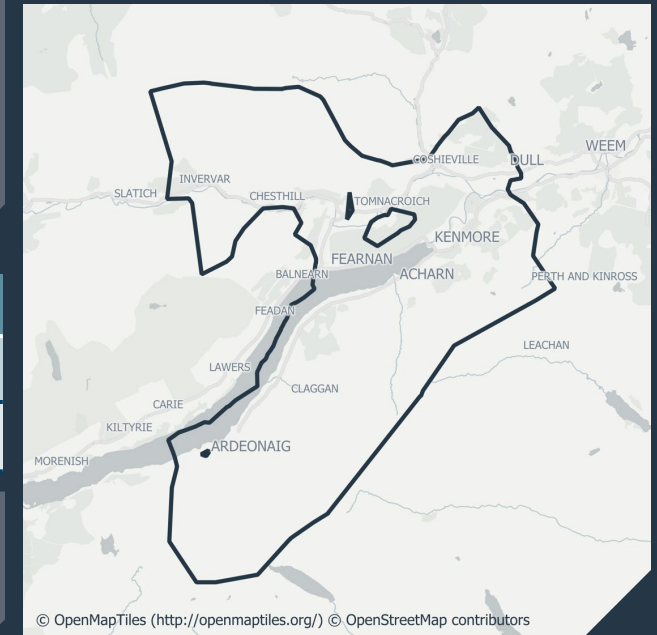 COSHIEVILLE
DULL
WEEM
INVERVAR
SLATICH
CHESTHILL
TOMNACROICH
KENMORE
FEARNAN
BALNEARN
ACHARN
PERTH AND KINROSS
FEADAN
LEACHAN
LAWERS
CLAGGAN
CARIE
KILTYRIE
ARDEONAIG
MORENISH
© OpenMapTiles (http://openmaptiles.org/) © OpenStreetMap contributors